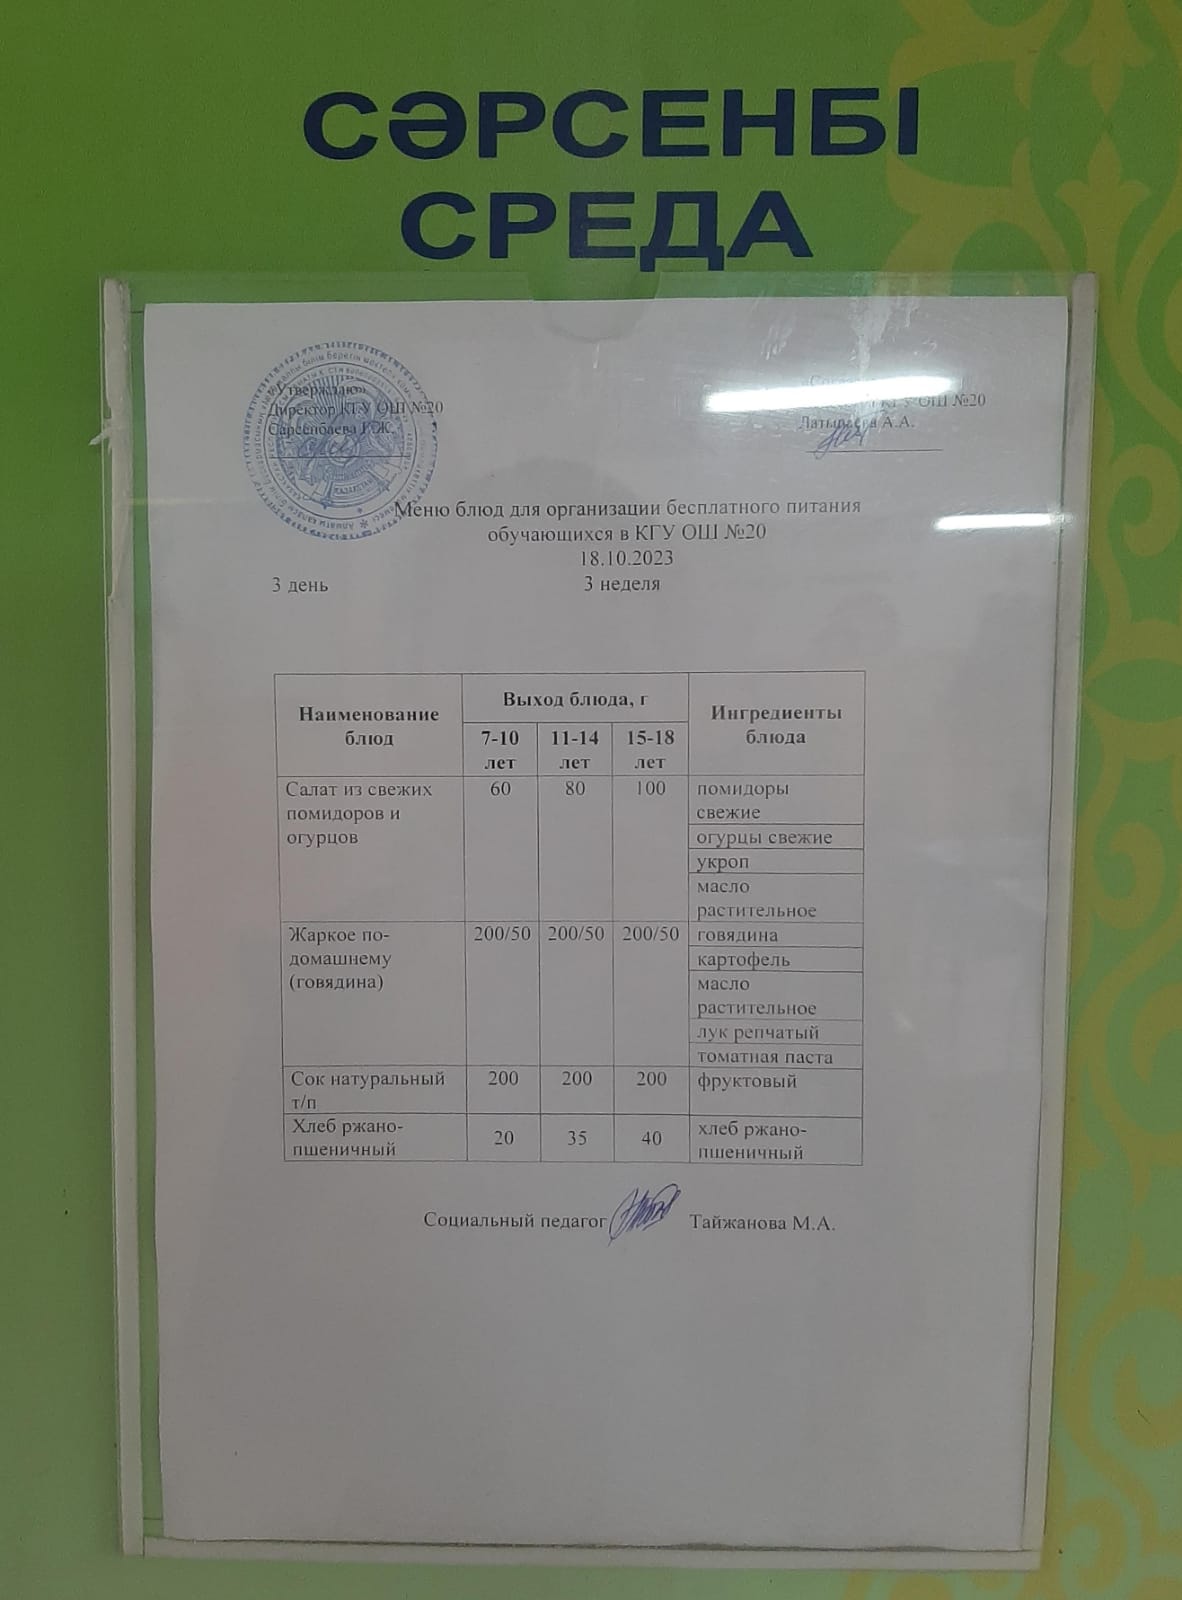 СӘРСЕНБІ
СРЕДА
«Утверждаю»
Директор КГУ ОШ №20
Сарсенбаева Г.Ж.
КГУ ОШ №20
Латыпаева А.А.
Меню блюд для организации бесплатного питания
обучающихся в КГУ ОШ №20
18.10.2023
3 день 3 неделя
Наименование блюд Выход блюда, г Ингредиенты блюда
7-10 лет 11-14 лет 15-18 лет
Салат из свежих помидоров и огурцов 60 80 100 помидоры свежие
огурцы свежие
укроп
масло растительное
Жаркое по-домашнему (говядина) 200/50 200/50 200/50 говядина
картофель
масло растительное
лук репчатый
томатная паста
Сок натуральный т/п 200 200 200 фруктовый
Хлеб ржано-пшеничный 20 35 40 хлеб ржано-пшеничный
Социальный педагог Тайжанова М.А.